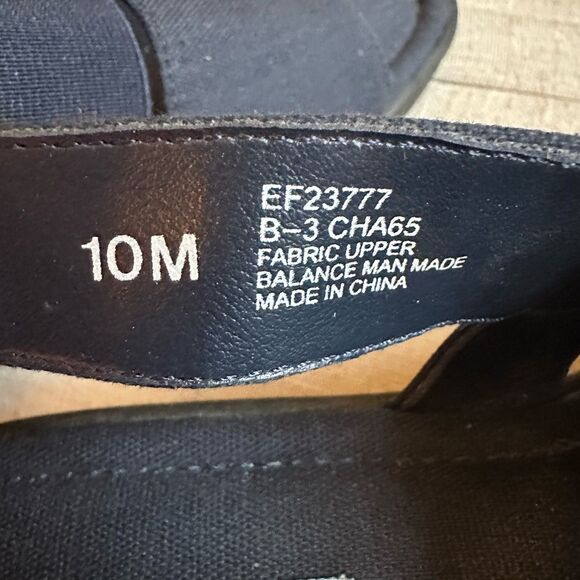 10M
EF23777
B-3 CHA65
FABRIC UPPER
BALANCE MAN MADE
MADE IN CHINA